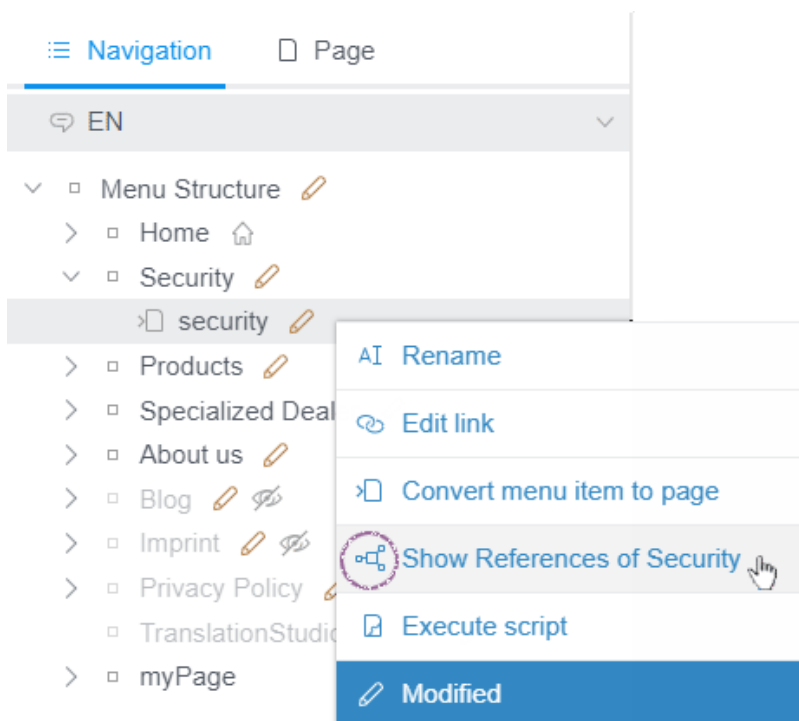 Navigation Page
EN
Menu Structure
Home
Security
security
Products
Specialized Deal
About us
Blog
Imprint
Privacy Policy
TranslationStudio
myPage
Rename
Edit link
Convert menu item to page
Show References of Security
Execute script
Modified